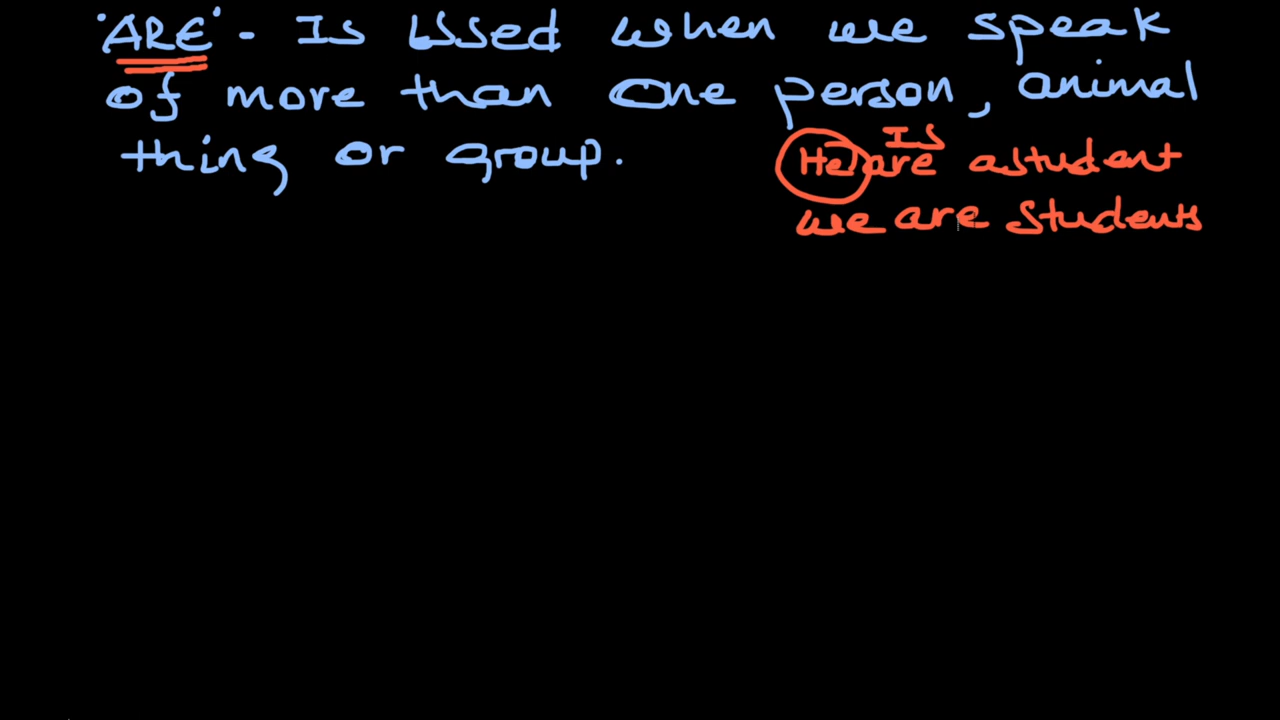 'ARE' - Is Used when we speak
of more than One person, animal
thing or group.
Is
He are a student
we are Students